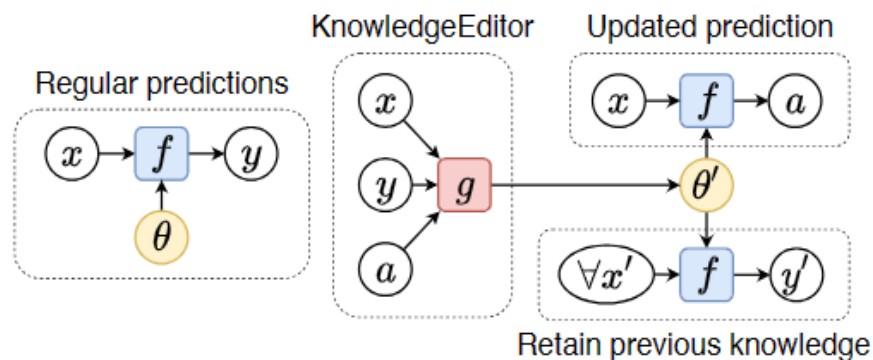 Regular predictions
x f y
θ
KnowledgeEditor
x
y g
a
Updated prediction
x f a
θ′
∀x′ f y′
Retain previous knowledge